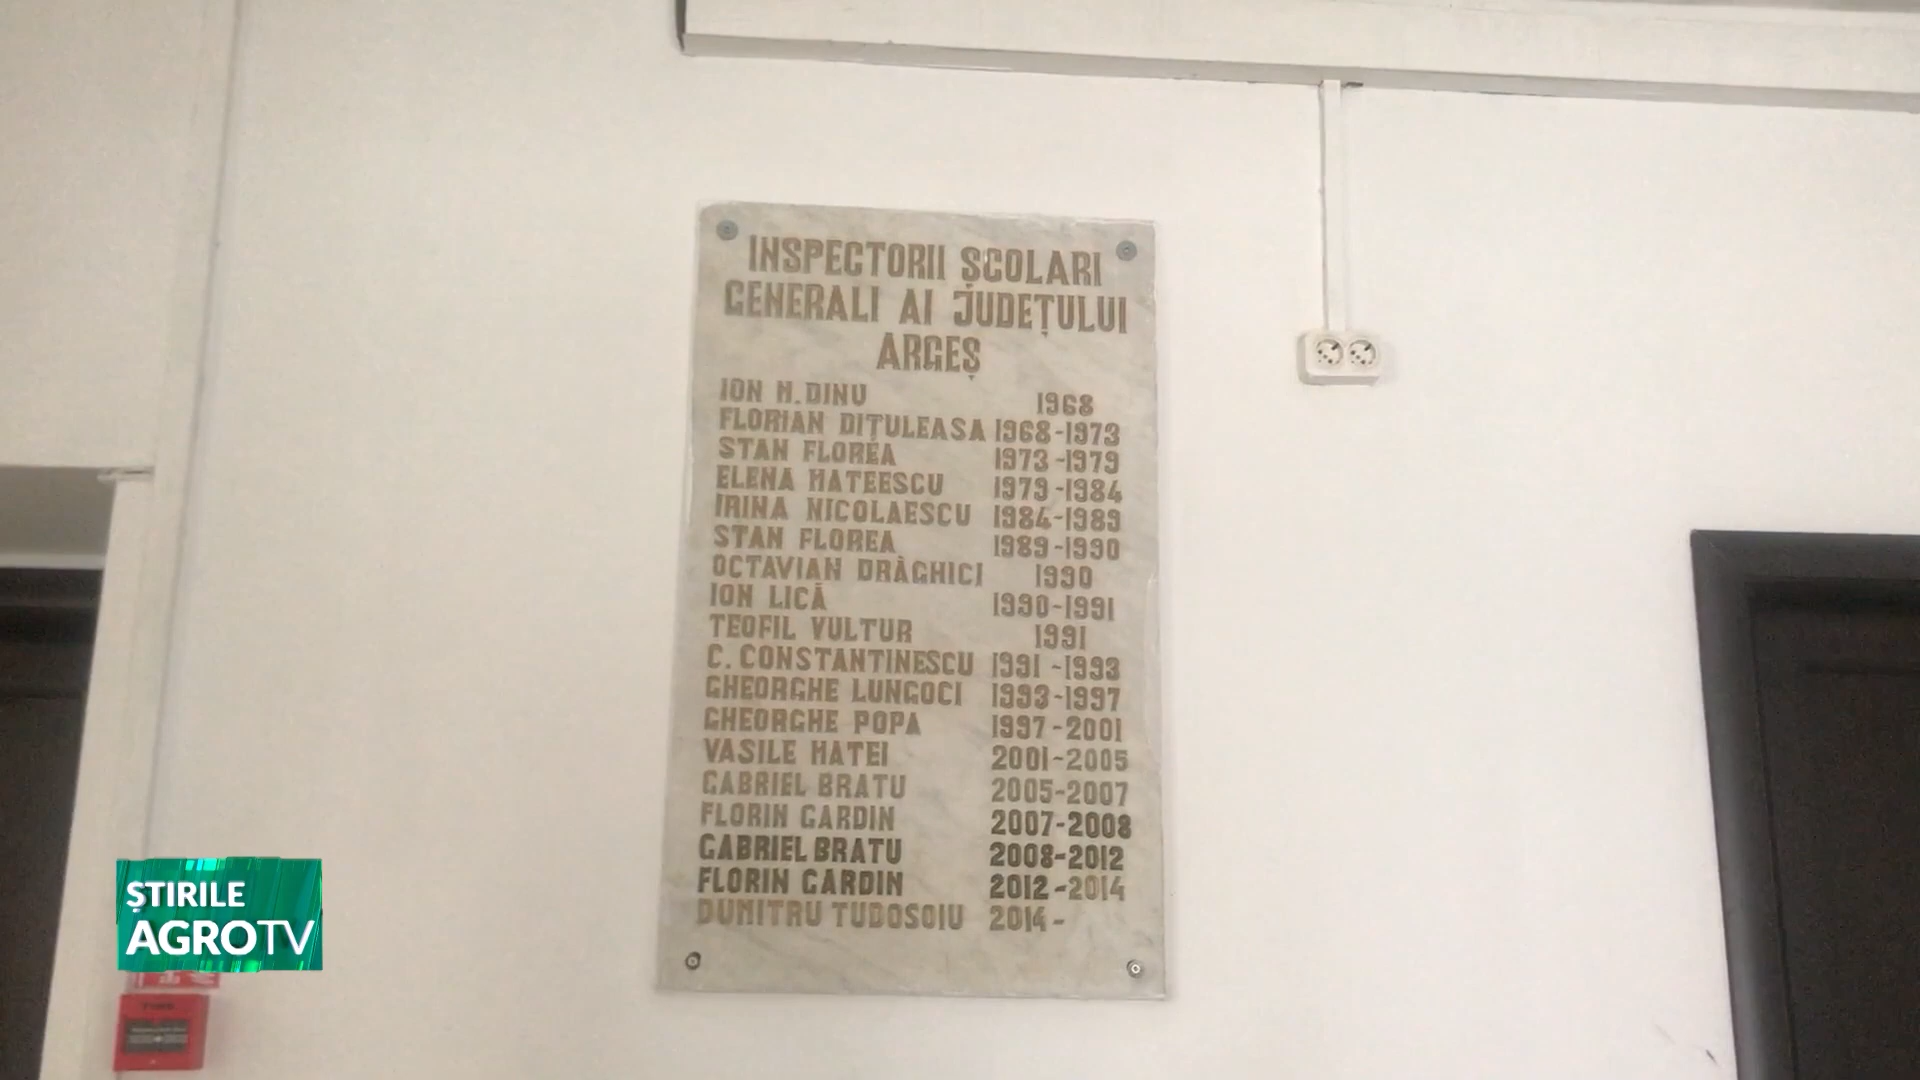 INSPECTORII ȘCOLARI
GENERALI AI JUDEȚULUI
ARGEȘ
ION N. DINU 1968
FLORIAN DIȚULEASA 1968-1973
STAN FLOREA 1973-1979
ELENA MATEESCU 1979-1984
IRINA NICOLAESCU 1984-1989
STAN FLOREA 1989-1990
OCTAVIAN DRĂGHICI 1990
ION LICĂ 1990-1991
TEOFIL VULTUR 1991
C. CONSTANTINESCU 1991-1993
GHEORGHE LUNGOCI 1993-1997
GHEORGHE POPA 1997-2001
VASILE MATEI 2001-2005
GABRIEL BRATU 2005-2007
FLORIN GARDIN 2007-2008
GABRIEL BRATU 2008-2012
FLORIN GARDIN 2012-2014
DUMITRU TUDOSOIU 2014-
ȘTIRILE
AGROTV